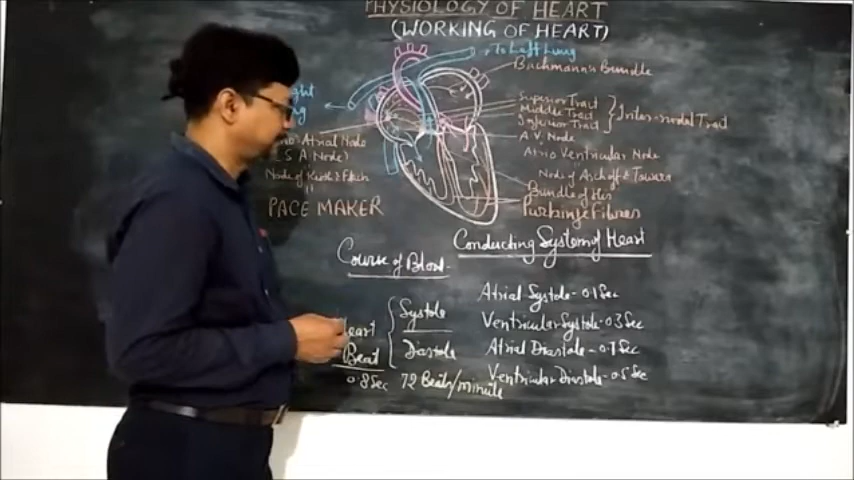 PHYSIOLOGY OF HEART
(WORKING OF HEART)
To Left Lung
Bachmann's Bundle
Superior Tract
Middle Tract
Inferior Tract
Inter-nodal Tract
A.V. Node
Atrio Ventricular Node
Node of Aschoff & Tawara
Atrial Node
S A. Node)
Node of Keith & Flack
"
PACE MAKER
Bundle of His
Purkinje Fibres
Conducting System of Heart
Course of Blood-
Heart
Beat
0.8 Sec
Systole
Diastole
72 Beats/minute
Atrial Systole-0.1 Sec
Ventricular Systole-0.3 Sec
Atrial Diastole-0.7 Sec
Ventricular Diastole-0.5 Sec